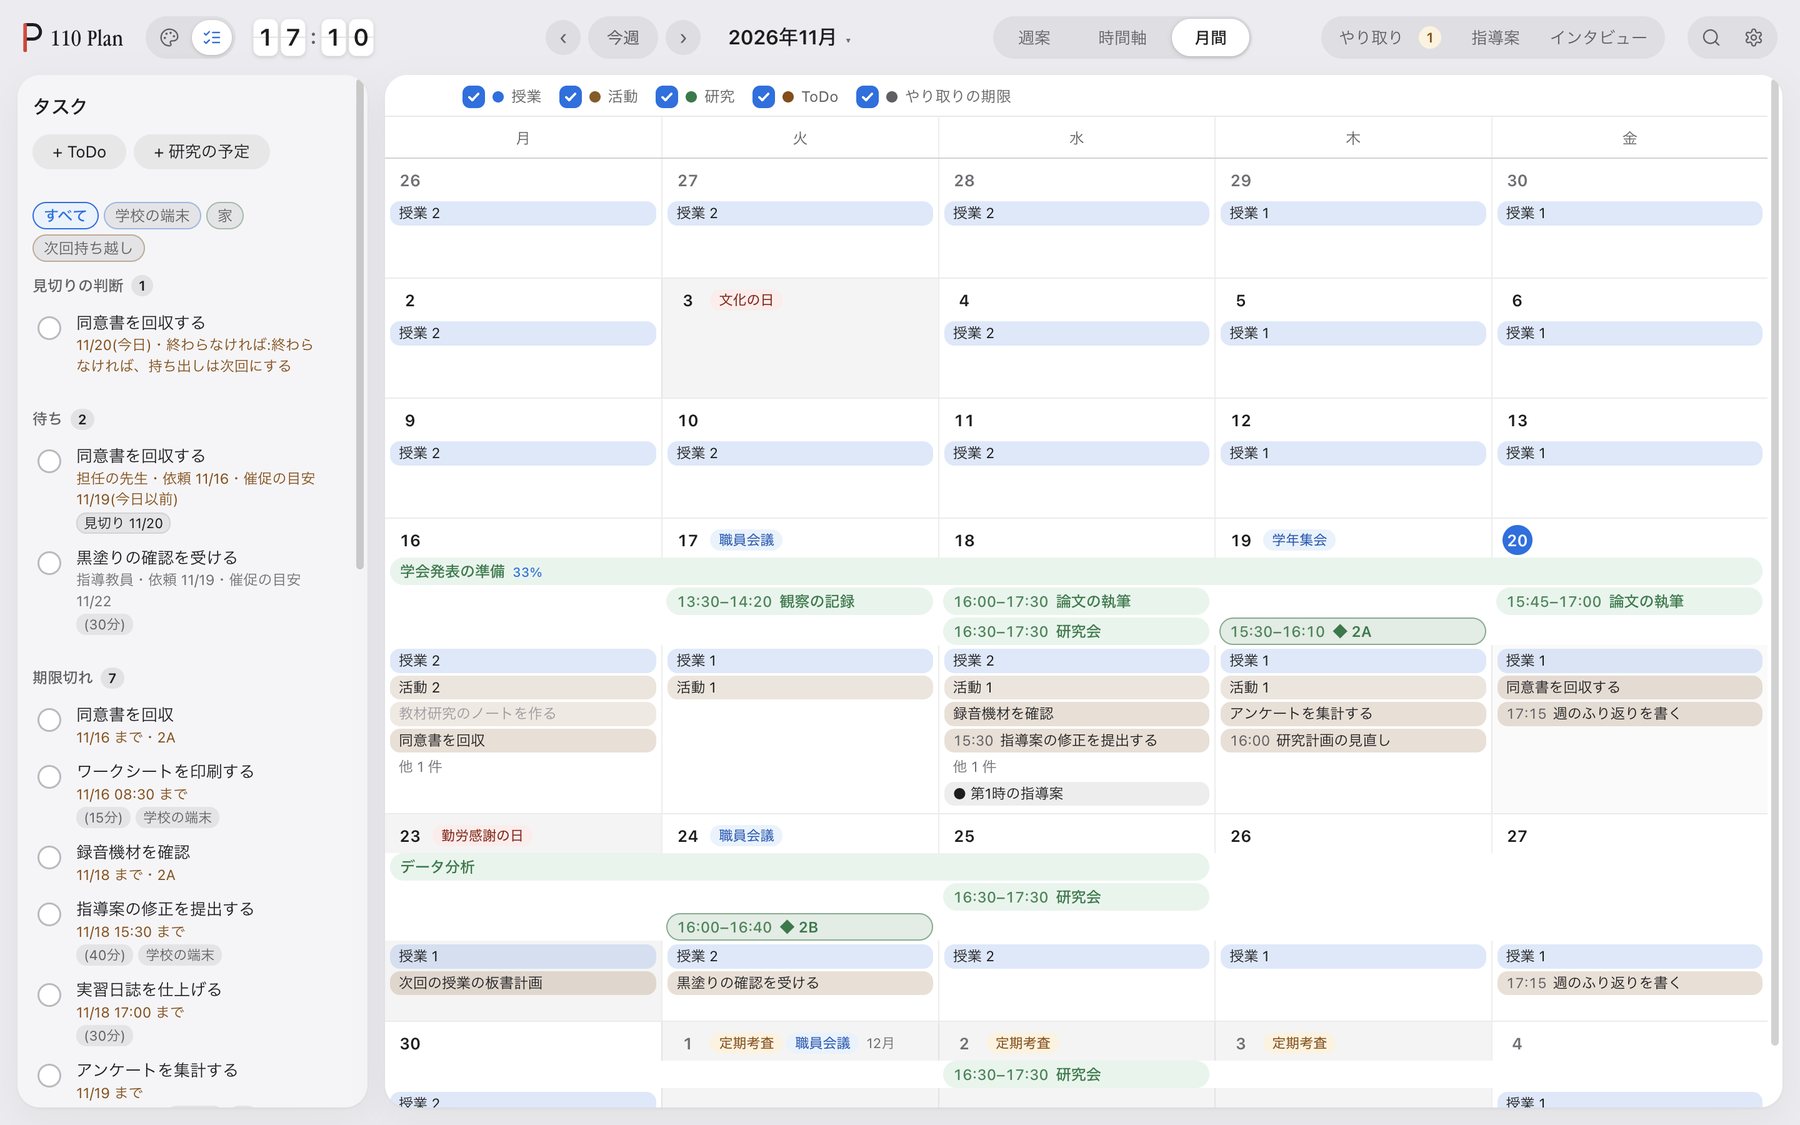 110 Plan
17:10
今週
2026年11月
週案
時間軸
月間
やり取り 1
指導案
インタビュー
タスク
+ ToDo
+ 研究の予定
すべて
学校の端末
家
次回持ち越し
見切りの判断 1
同意書を回収する
11/20(今日)・終わらなければ:終わら
なければ、持ち出しは次回にする
待ち 2
同意書を回収する
担任の先生・依頼 11/16・催促の目安
11/19(今日以前)
見切り 11/20
黒塗りの確認を受ける
指導教員・依頼 11/19・催促の目安
11/22
(30分)
期限切れ 7
同意書を回収
11/16 まで・2A
ワークシートを印刷する
11/16 08:30 まで
(15分) 学校の端末
録音機材を確認
11/18 まで・2A
指導案の修正を提出する
11/18 15:30 まで
(40分) 学校の端末
実習日誌を仕上げる
11/18 17:00 まで
(30分)
アンケートを集計する
11/19 まで
授業
活動
研究
ToDo
やり取りの期限
月 火 水 木 金
26 27 28 29 30
授業 2 授業 2 授業 2 授業 1 授業 1
2 3 文化の日 4 5 6
授業 2 授業 2 授業 1 授業 1
9 10 11 12 13
授業 2 授業 2 授業 2 授業 1 授業 1
16 17 職員会議 18 19 学年集会 20
学会発表の準備 33%
13:30–14:20 観察の記録 16:00–17:30 論文の執筆 15:45–17:00 論文の執筆
16:30–17:30 研究会 15:30–16:10 ◆ 2A
授業 2 授業 1 授業 2 授業 1 授業 1
活動 2 活動 1 活動 1 活動 1 同意書を回収する
教材研究のノートを作る 録音機材を確認 アンケートを集計する 17:15 週のふり返りを書く
同意書を回収 15:30 指導案の修正を提出する 16:00 研究計画の見直し
他 1 件 他 1 件
● 第1時の指導案
23 勤労感謝の日 24 職員会議 25 26 27
データ分析
16:30–17:30 研究会
16:00–16:40 ◆ 2B
授業 1 授業 2 授業 2 授業 1 授業 1
次回の授業の板書計画 黒塗りの確認を受ける 17:15 週のふり返りを書く
30 1 定期考査 職員会議 12月 2 定期考査 3 定期考査 4
16:30–17:30 研究会
授業 2 授業 1